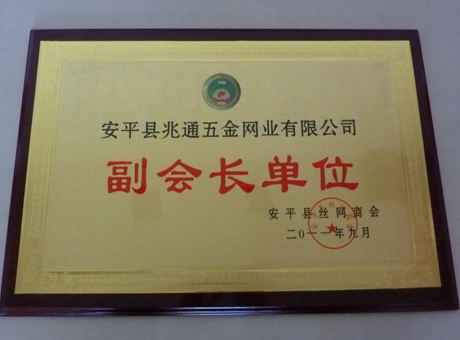 安平县兆通五金网业有限公司
副会长单位
安平县丝网商会
二〇一一年九月